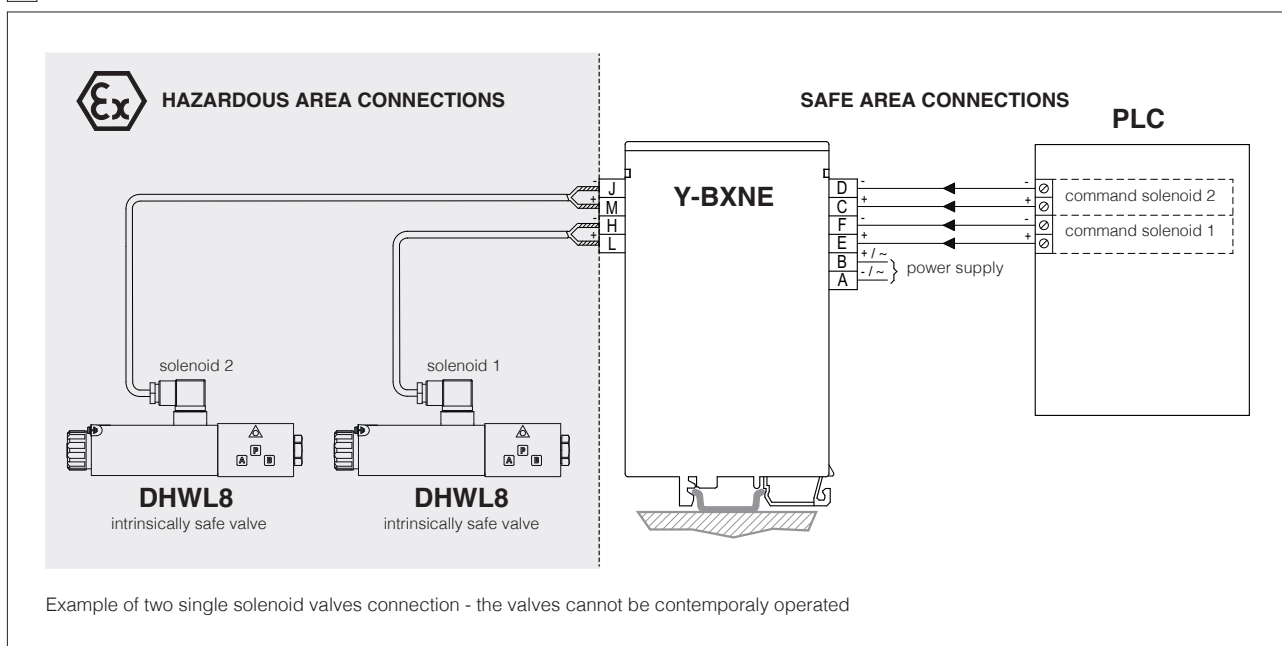 Ex HAZARDOUS AREA CONNECTIONS
SAFE AREA CONNECTIONS
PLC
Y-BXNE
- J
+ M
- H
+ L
D -
C +
F -
E +
B + / ~
A - / ~
power supply
- command solenoid 2
+
- command solenoid 1
+
solenoid 2
solenoid 1
A P B
A P B
DHWL8
intrinsically safe valve
DHWL8
intrinsically safe valve
Example of two single solenoid valves connection - the valves cannot be contemporaly operated